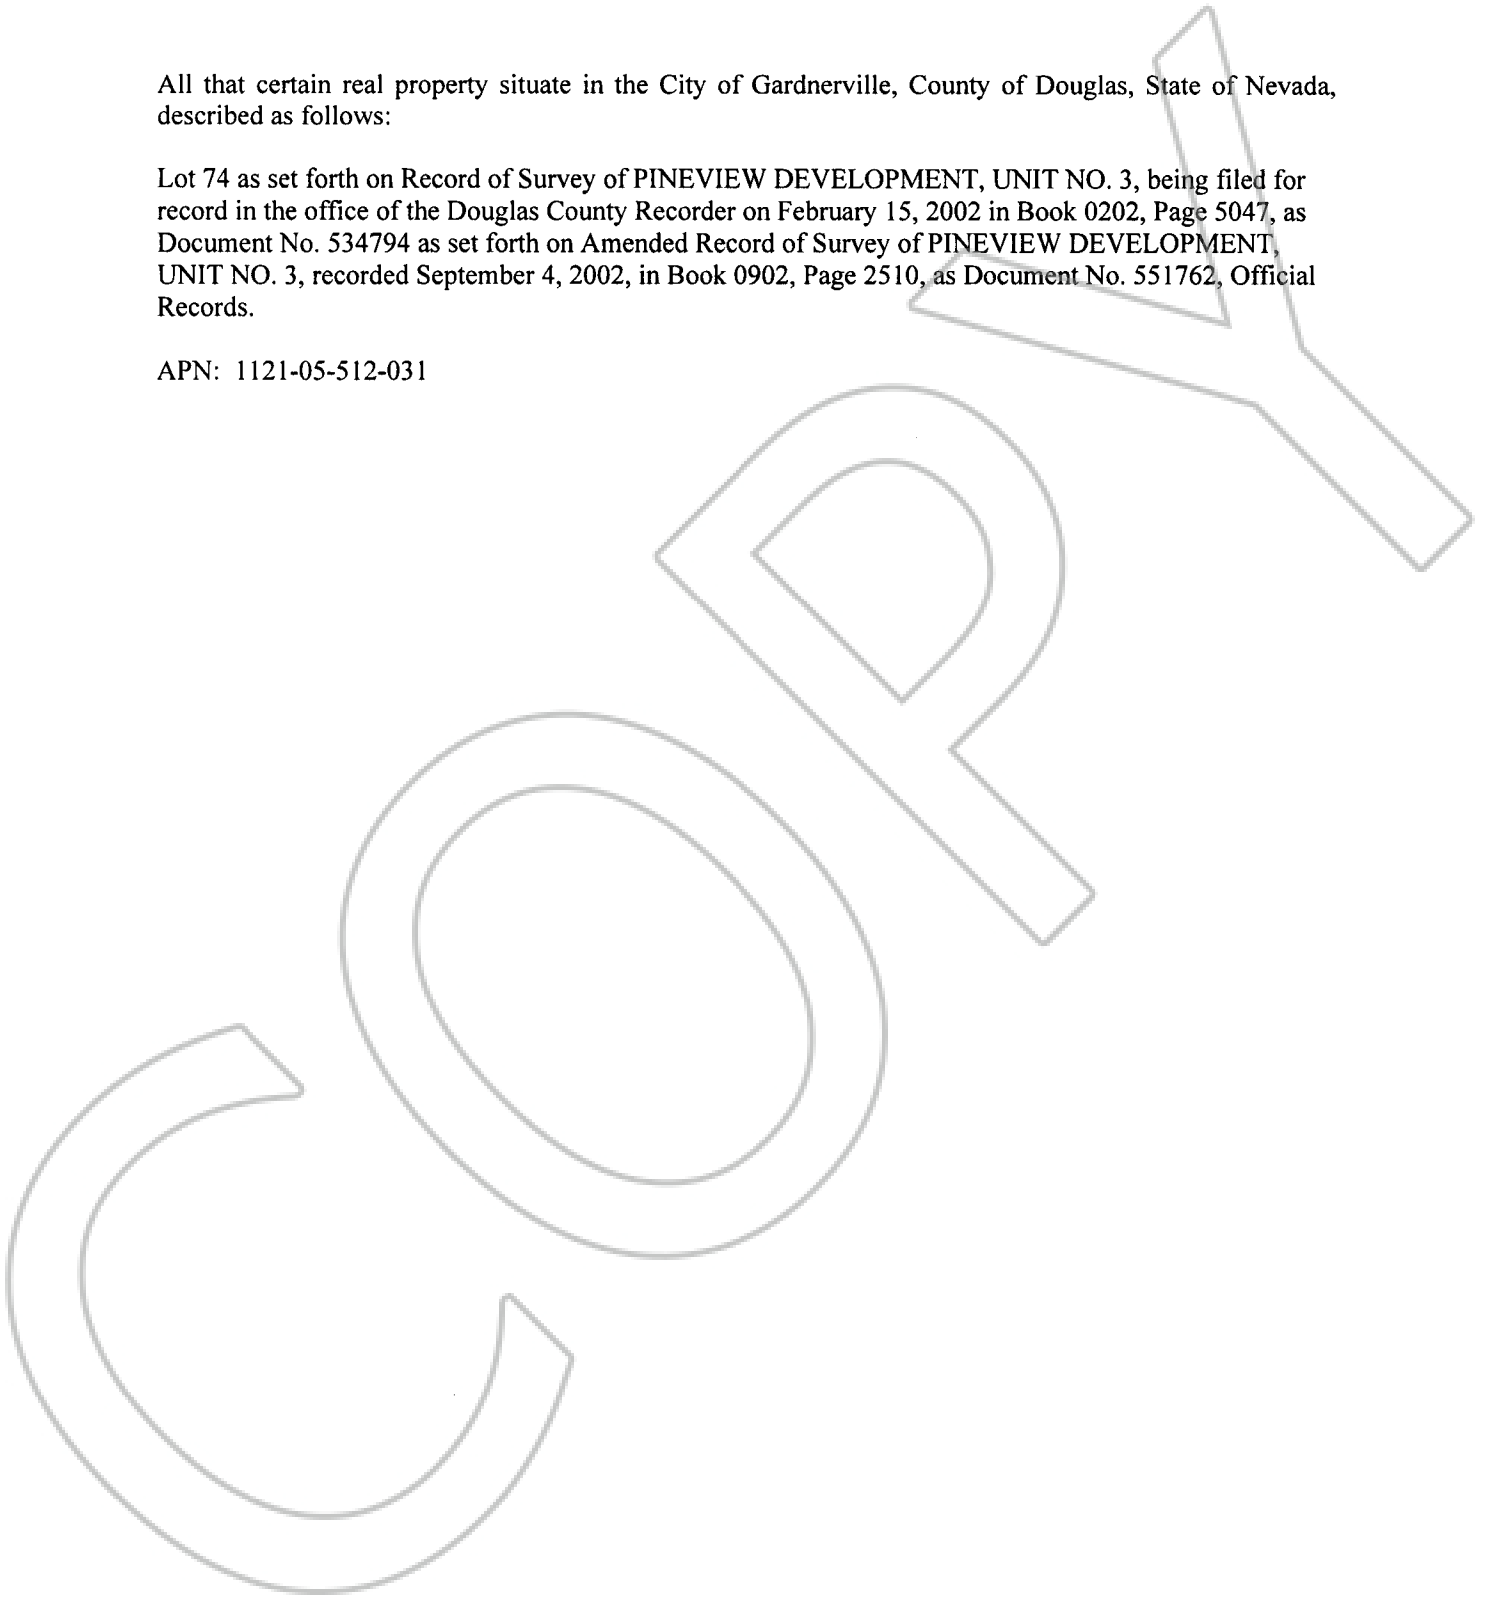 All that certain real property situate in the City of Gardnerville, County of Douglas, State of Nevada,
described as follows:
Lot 74 as set forth on Record of Survey of PINEVIEW DEVELOPMENT, UNIT NO. 3, being filed for
record in the office of the Douglas County Recorder on February 15, 2002 in Book 0202, Page 5047, as
Document No. 534794 as set forth on Amended Record of Survey of PINEVIEW DEVELOPMENT,
UNIT NO. 3, recorded September 4, 2002, in Book 0902, Page 2510, as Document No. 551762, Official
Records.
APN: 1121-05-512-031
COPY